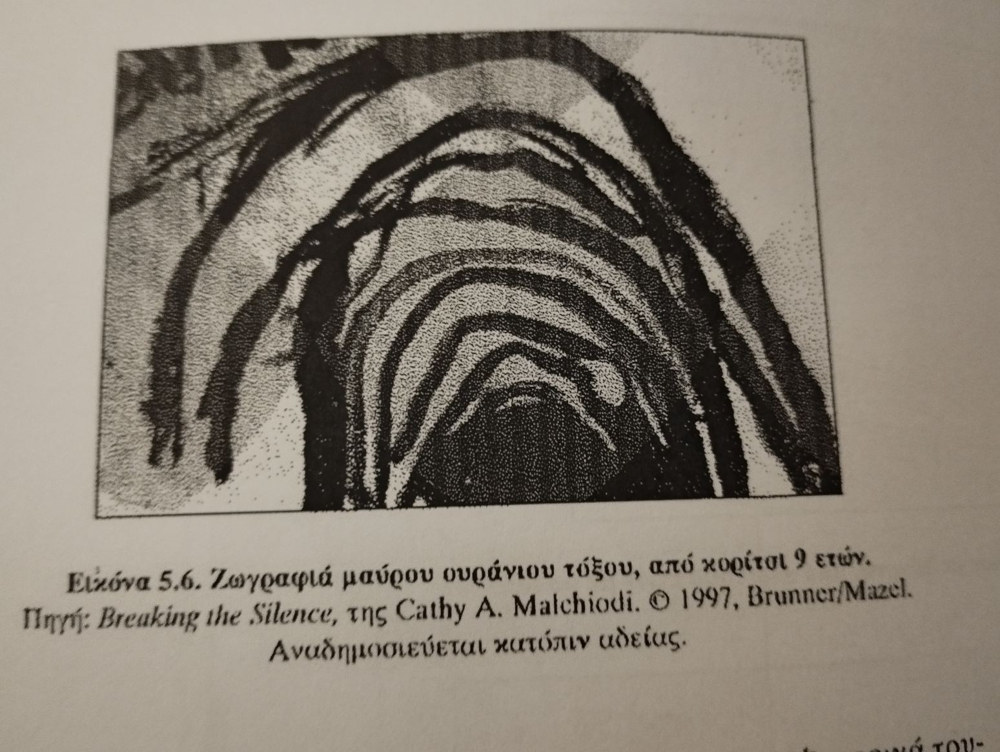 Εικόνα 5.6. Ζωγραφιά μαύρου ουράνιου τόξου, από κορίτσι 9 ετών.
Πηγή: Breaking the Silence, της Cathy A. Malchiodi. © 1997, Brunner/Mazel.
Αναδημοσιεύεται κατόπιν αδείας.
του-